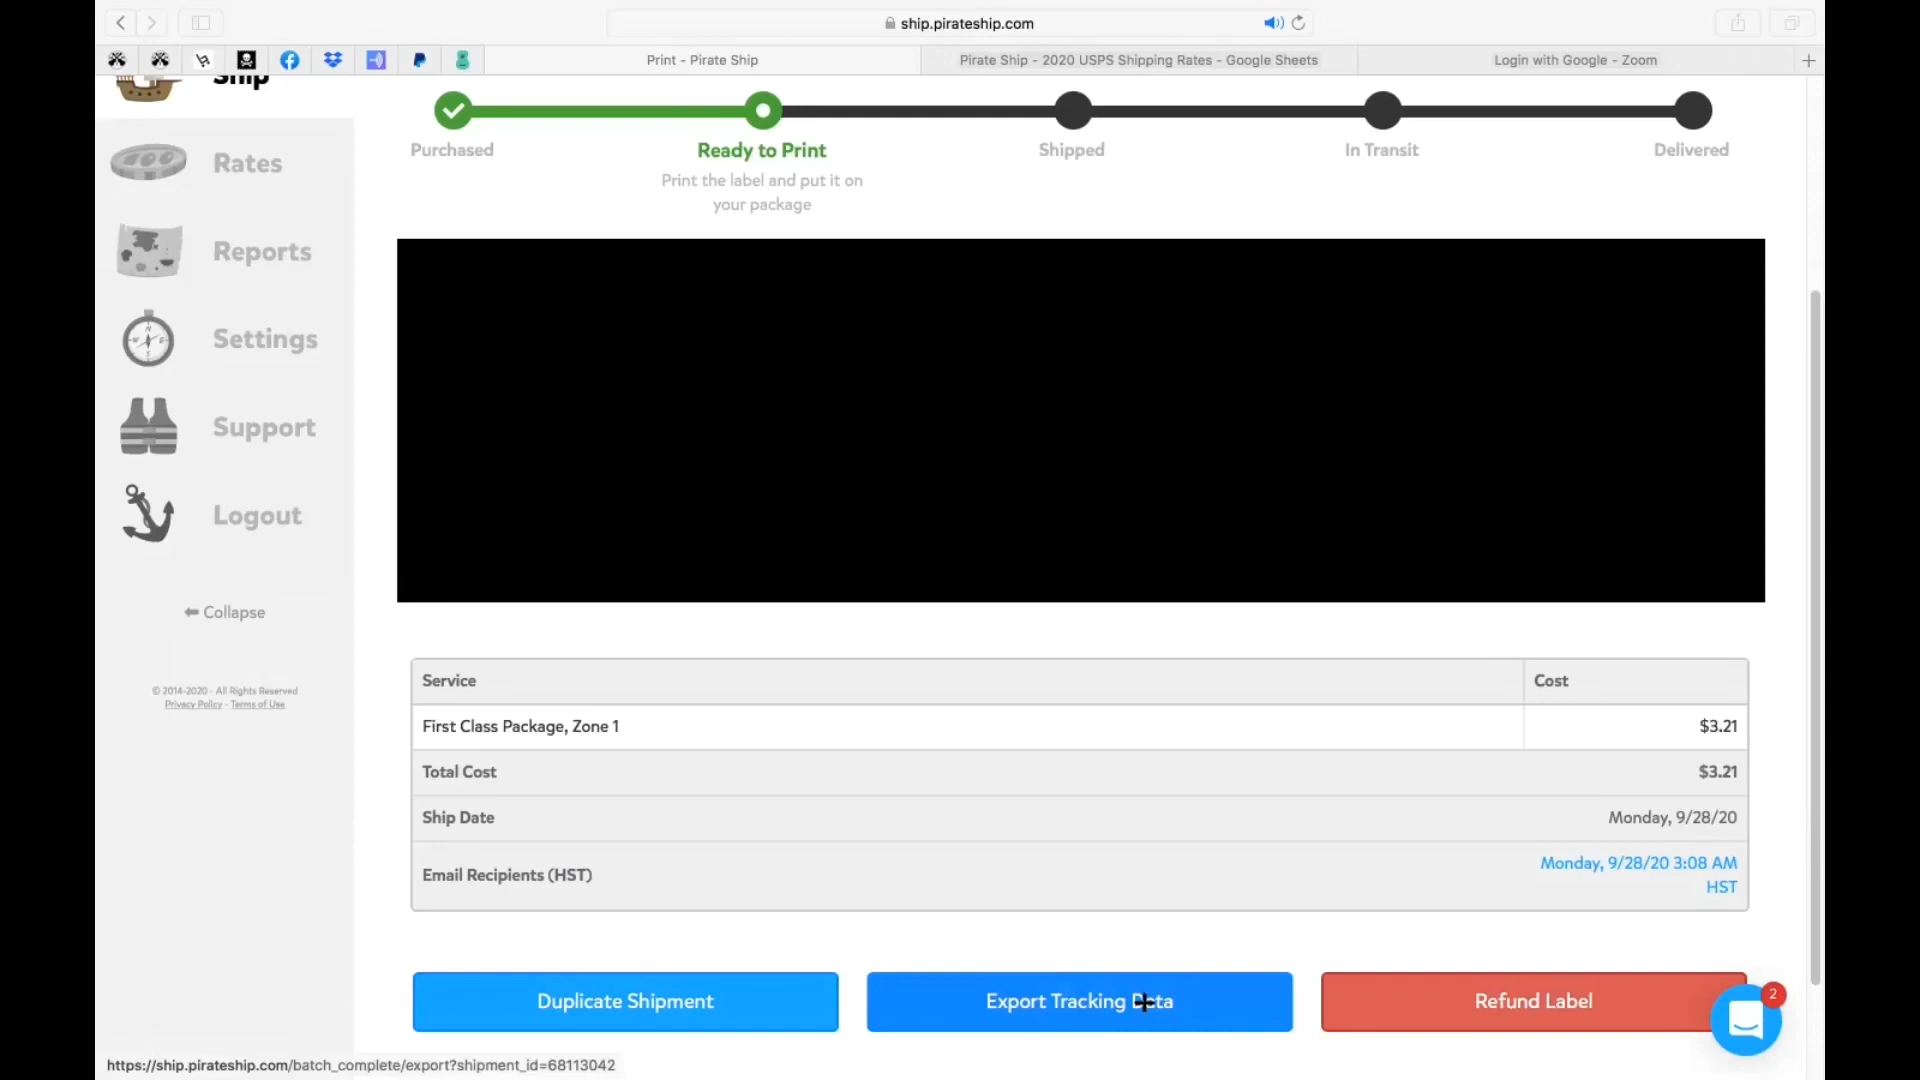 ship.pirateship.com
Print - Pirate Ship
Pirate Ship - 2020 USPS Shipping Rates - Google Sheets
Login with Google - Zoom
Ship
Purchased
Ready to Print
Print the label and put it on
your package
Shipped
In Transit
Delivered
Rates
Reports
Settings
Support
Logout
Collapse
© 2014-2020 - All Rights Reserved
Privacy Policy - Terms of Use
Service Cost
First Class Package, Zone 1 $3.21
Total Cost $3.21
Ship Date Monday, 9/28/20
Email Recipients (HST) Monday, 9/28/20 3:08 AM
HST
Duplicate Shipment
Export Tracking Data
Refund Label
2
https://ship.pirateship.com/batch_complete/export?shipment_id=68113042